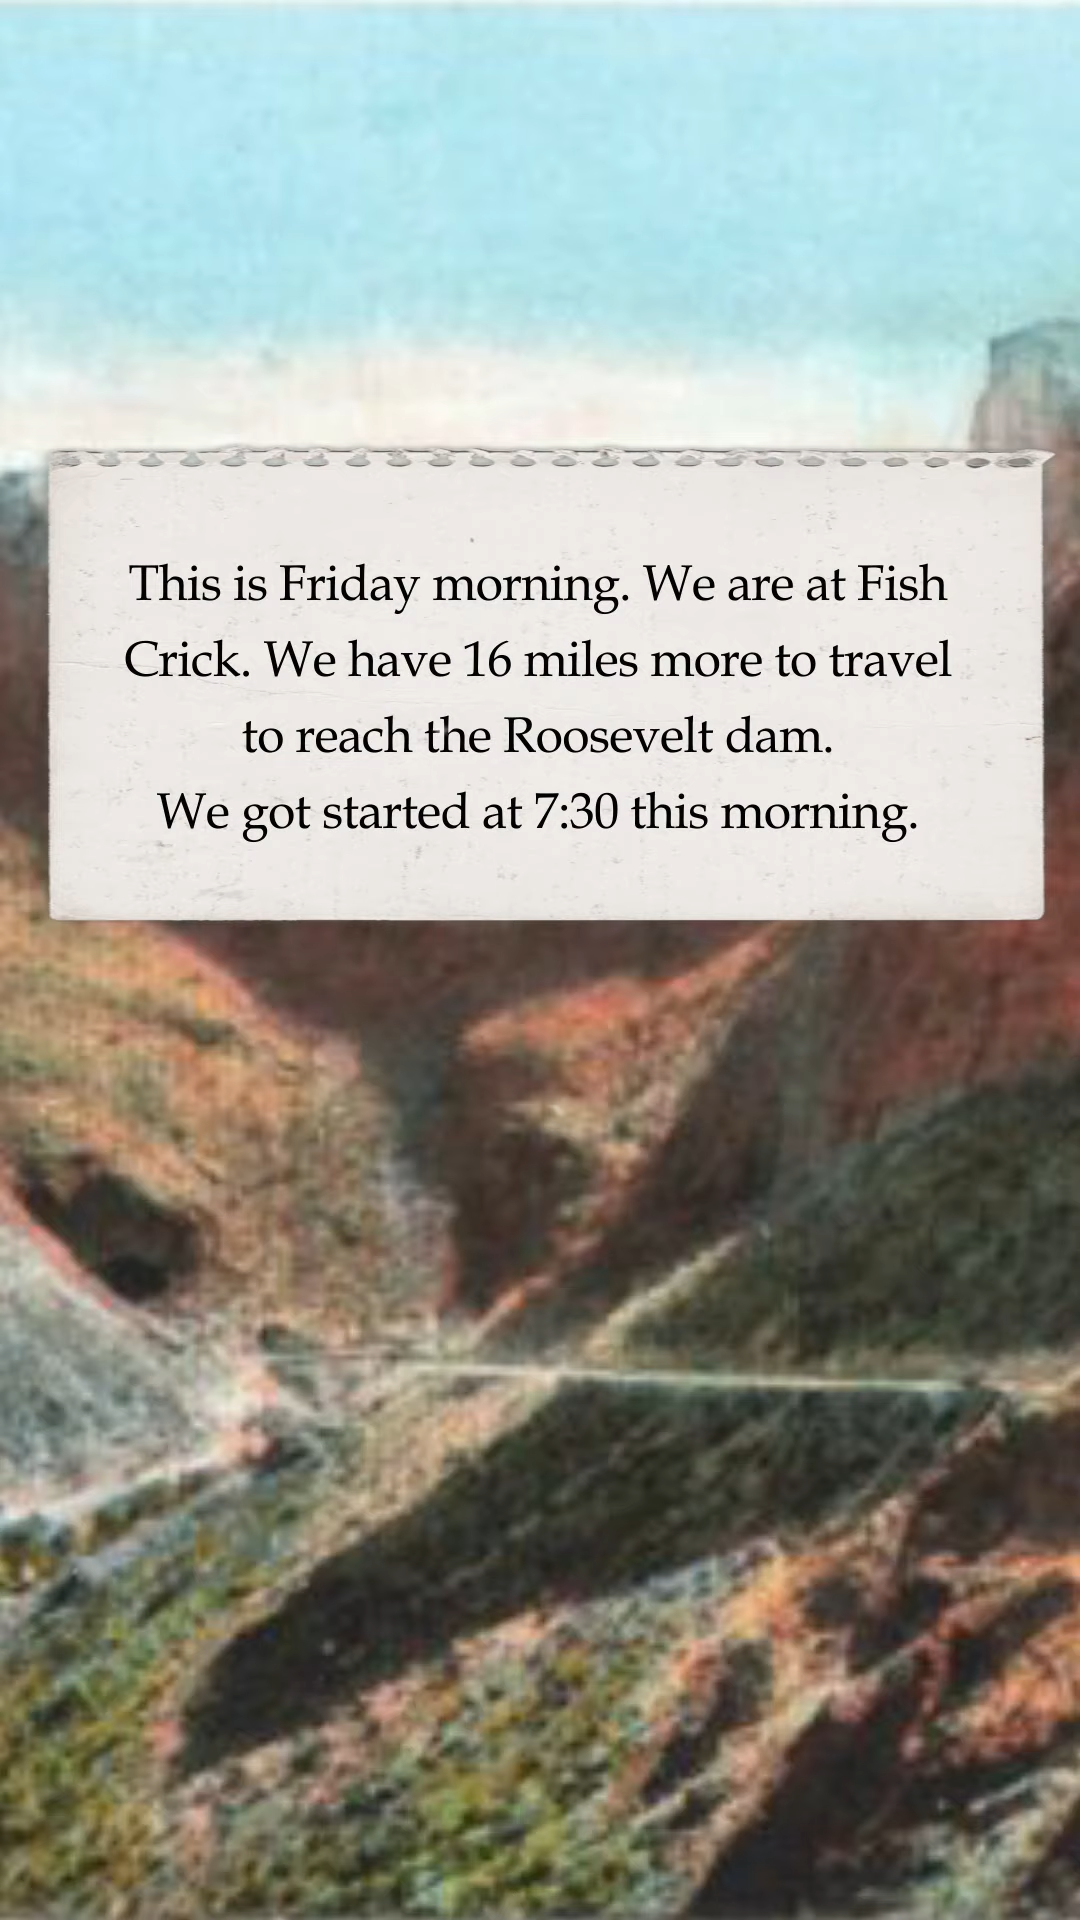 This is Friday morning. We are at Fish
Crick. We have 16 miles more to travel
to reach the Roosevelt dam.
We got started at 7:30 this morning.